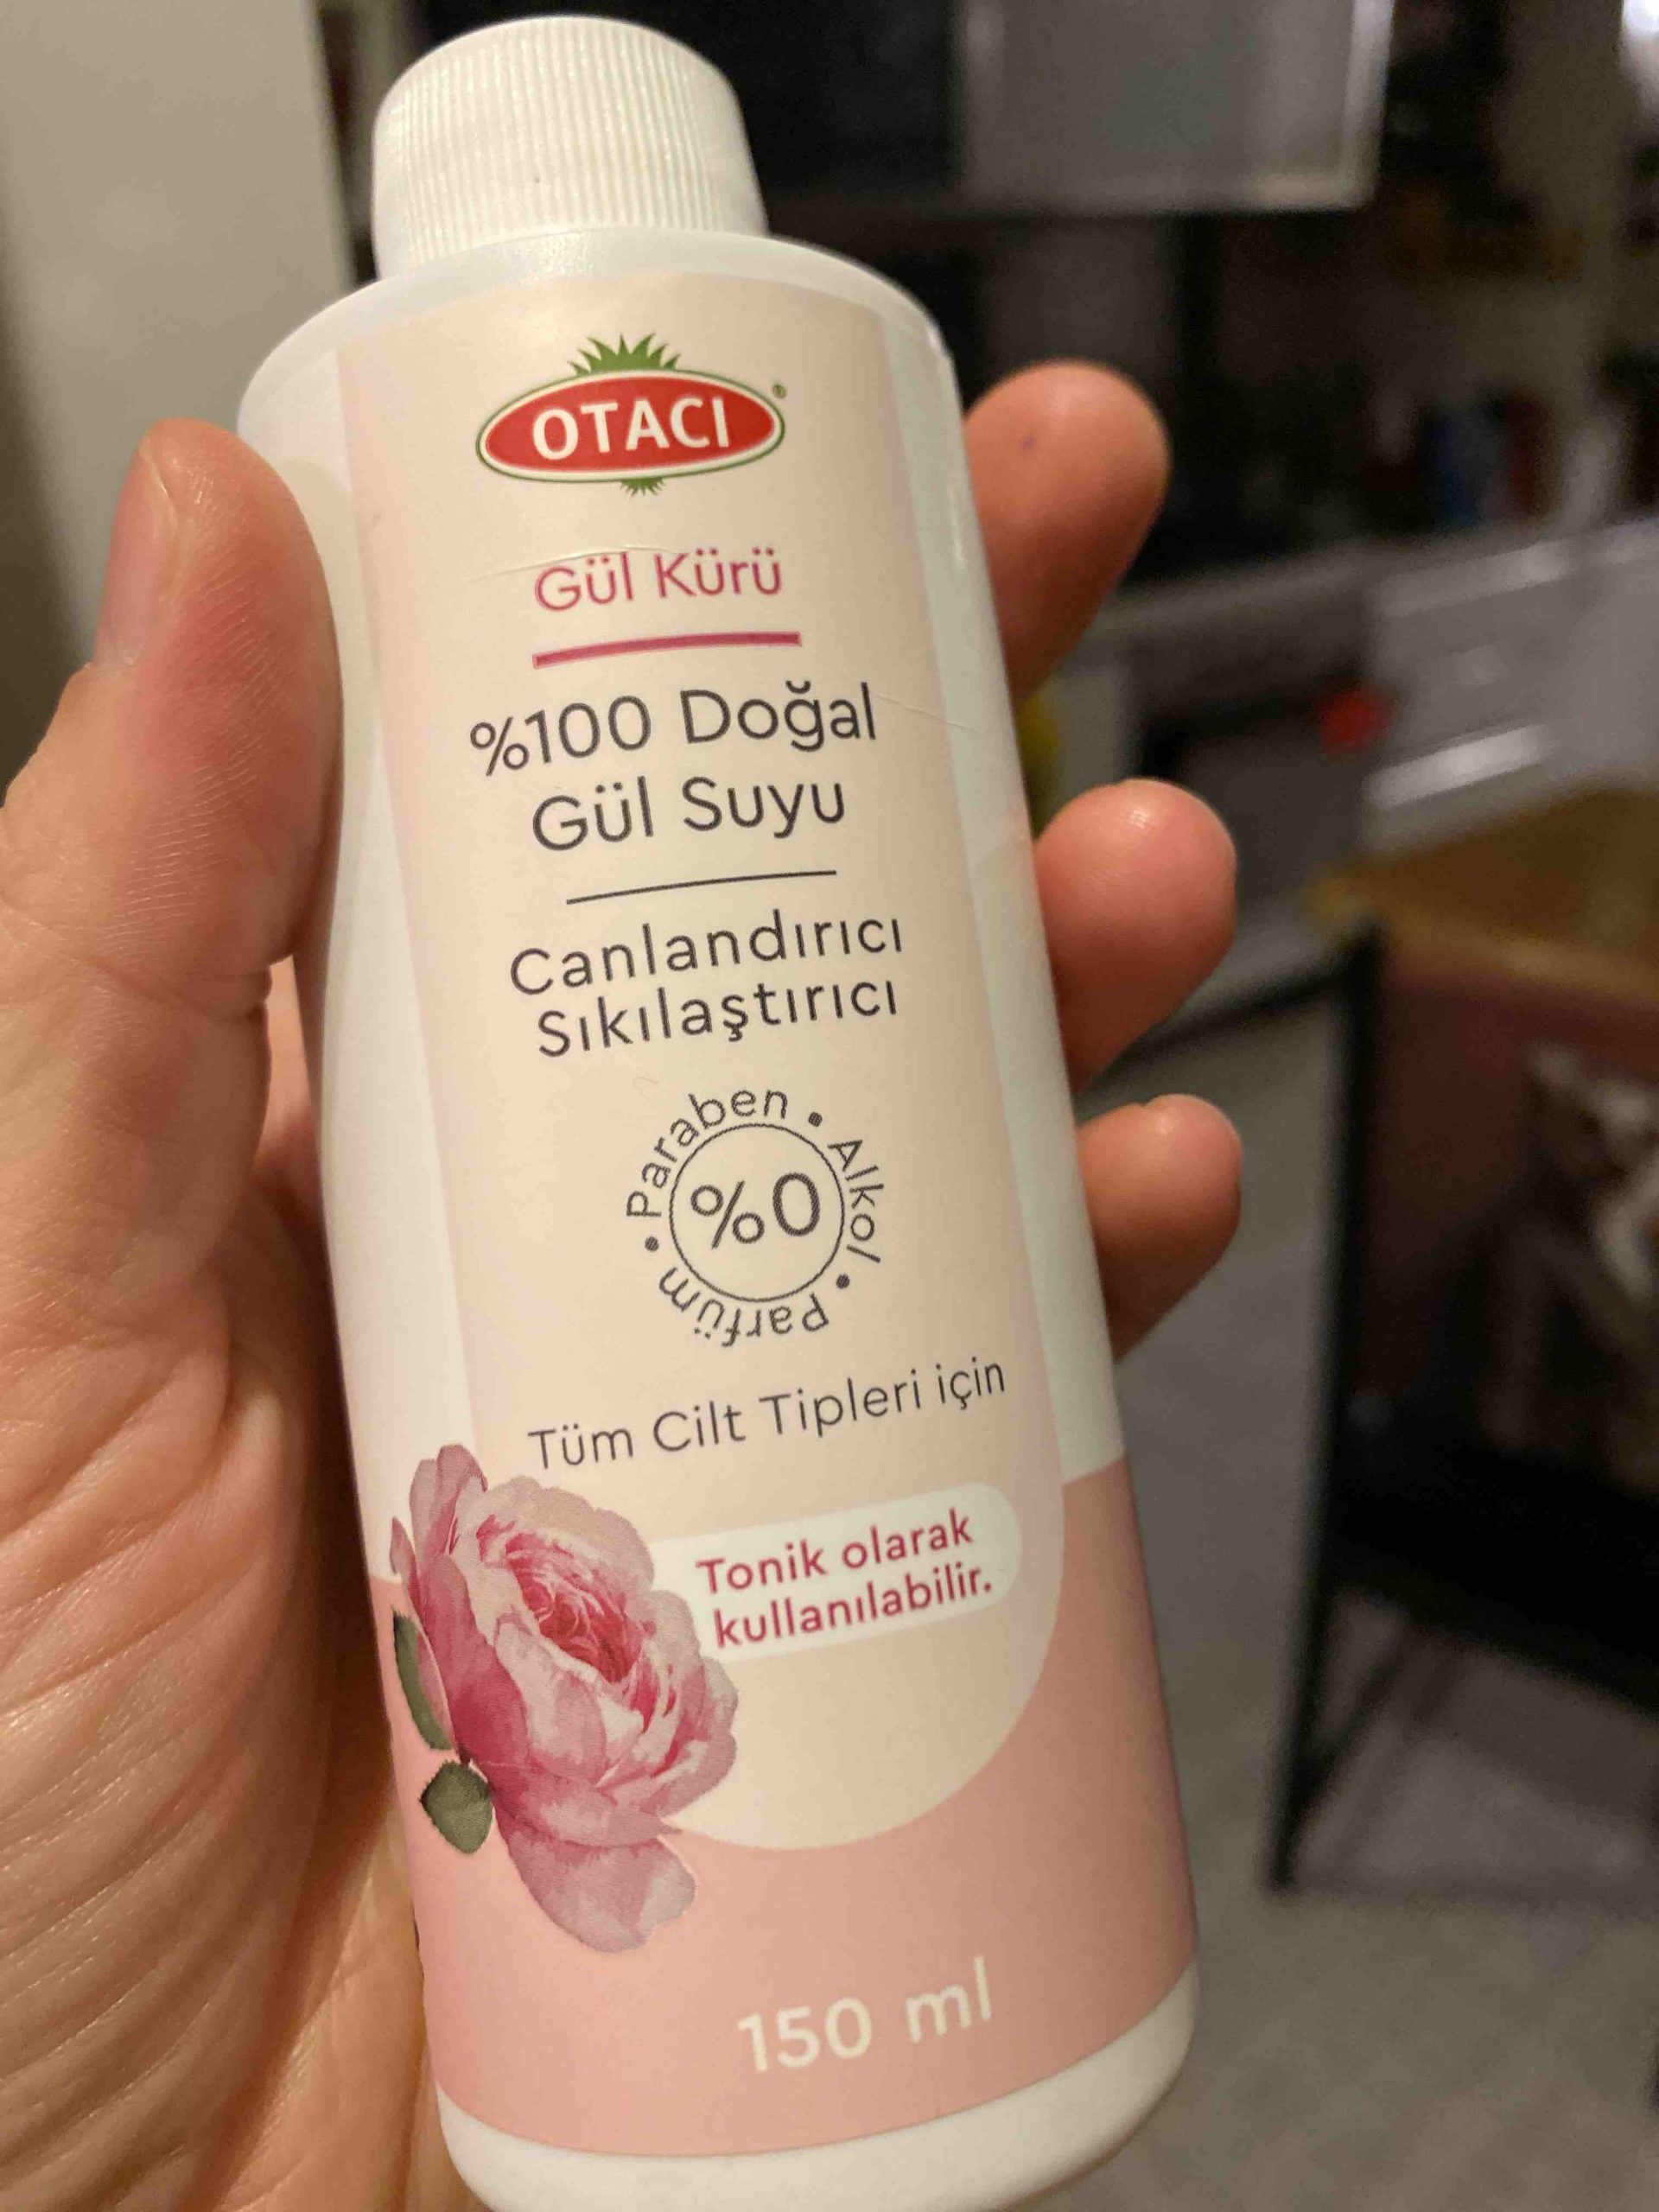 OTACI
Gül Kürü
%100 Doğal
Gül Suyu
Canlandırıcı
Sıkılaştırıcı
Paraben • Alkol • Parfüm •
%0
Tüm Cilt Tipleri için
Tonik olarak
kullanılabilir.
150 ml